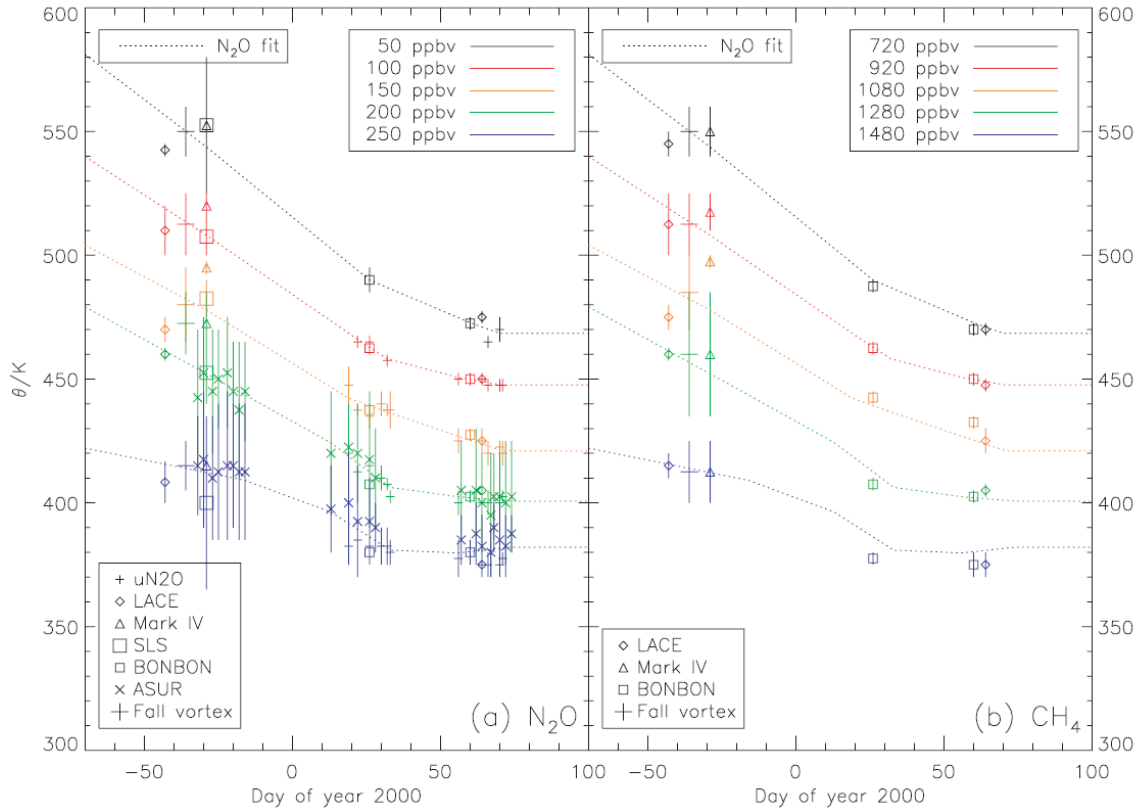 600
550
500
450
400
350
300
θ/K
N₂O fit
50 ppbv
100 ppbv
150 ppbv
200 ppbv
250 ppbv
uN2O
LACE
Mark IV
SLS
BONBON
ASUR
Fall vortex
(a) N₂O
−50 0 50 100
Day of year 2000
N₂O fit
720 ppbv
920 ppbv
1080 ppbv
1280 ppbv
1480 ppbv
LACE
Mark IV
BONBON
Fall vortex
(b) CH₄
−50 0 50 100
Day of year 2000
600
550
500
450
400
350
300